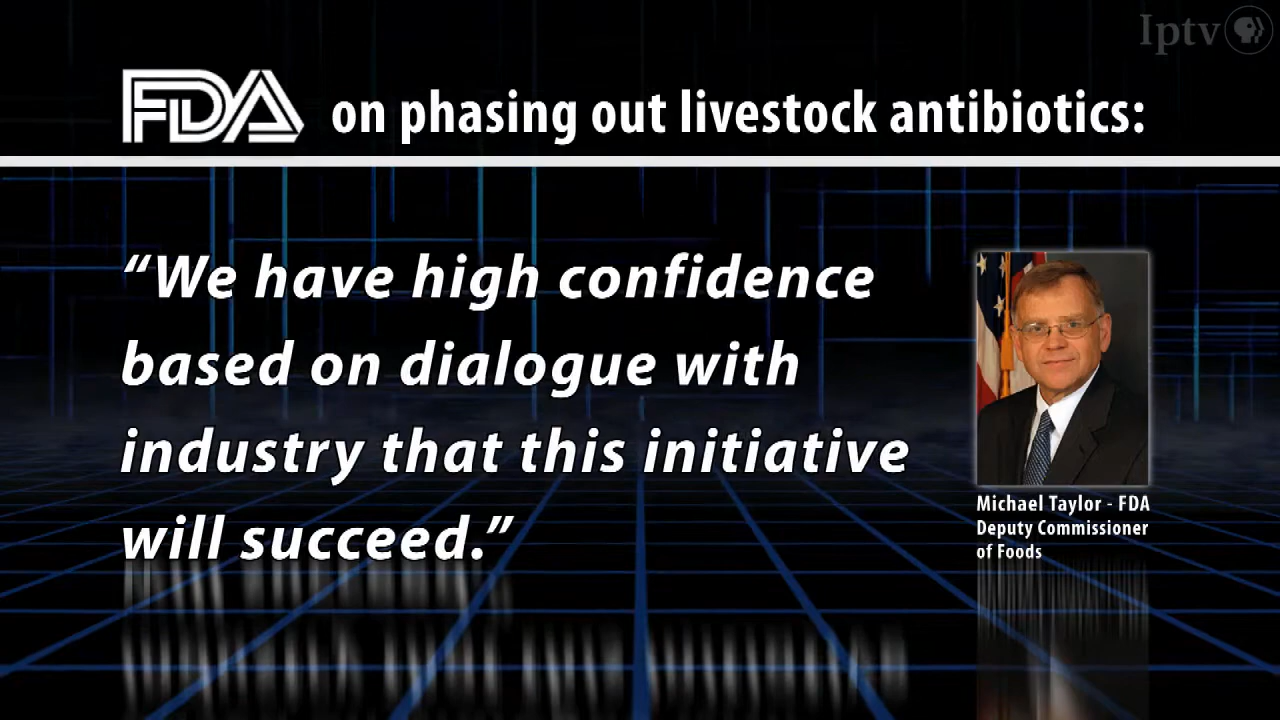 Iptv
FDA on phasing out livestock antibiotics:
“We have high confidence
based on dialogue with
industry that this initiative
will succeed.”
Michael Taylor - FDA
Deputy Commissioner
of Foods